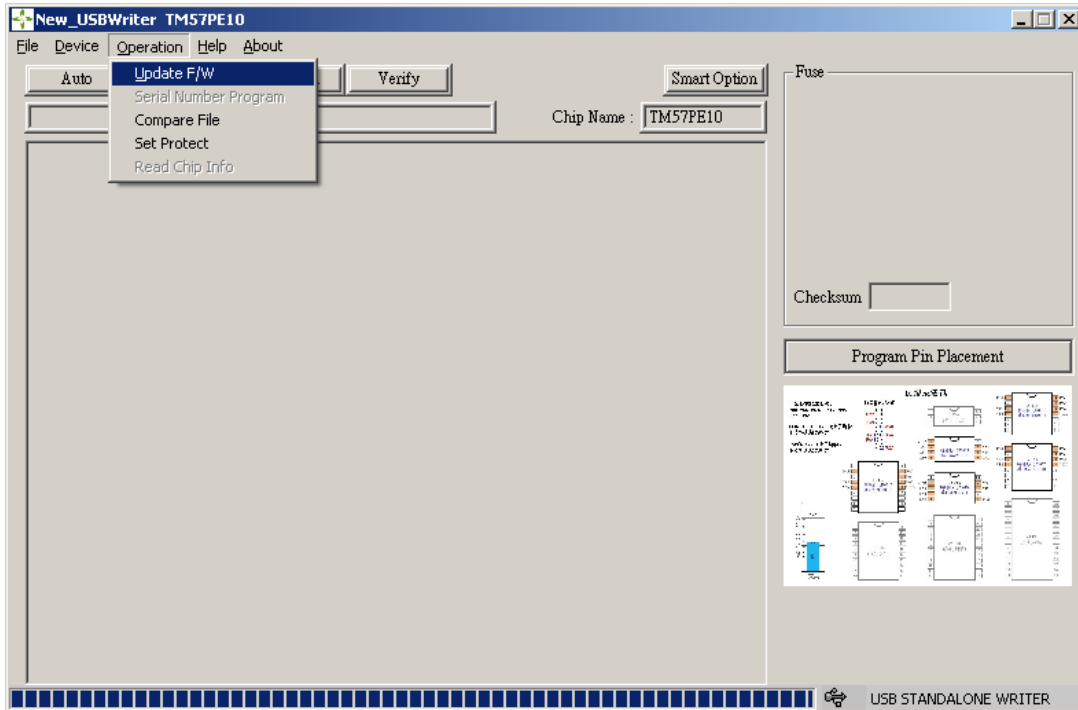 New_USBWriter TM57PE10
File Device Operation Help About
Auto
Verify
Smart Option
Update F/W
Serial Number Program
Compare File
Set Protect
Read Chip Info
Chip Name : TM57PE10
Fuse
Checksum
Program Pin Placement
USB STANDALONE WRITER